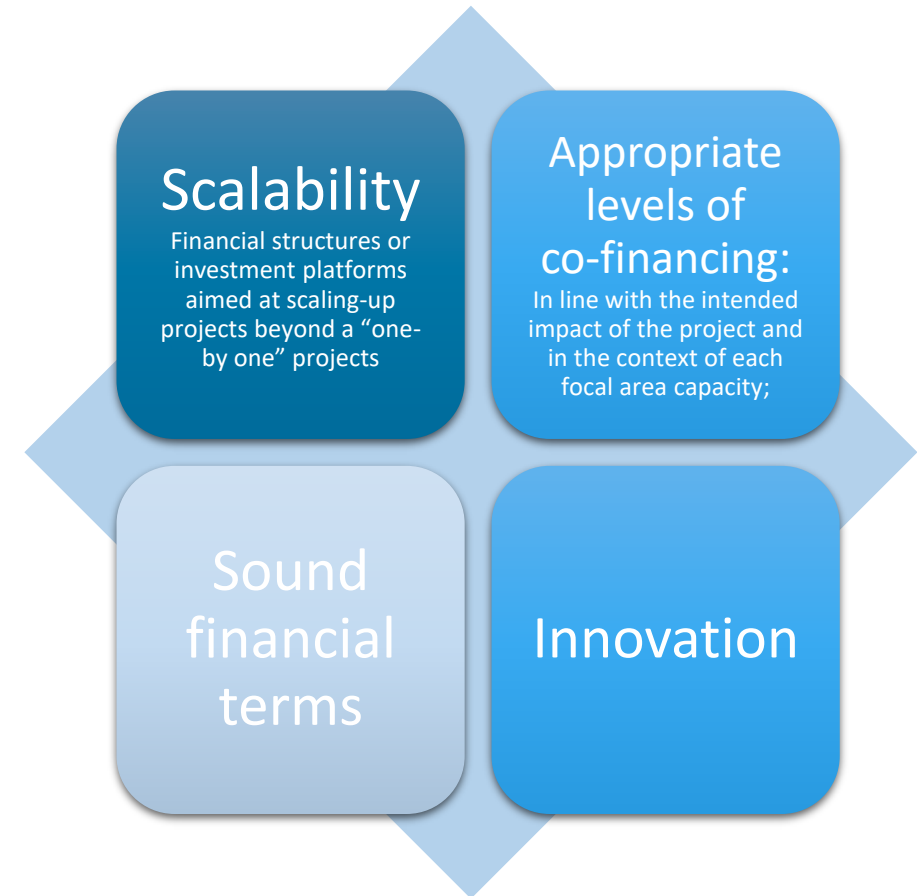 Scalability
Financial structures or
investment platforms
aimed at scaling-up
projects beyond a “one-
by one” projects
Appropriate
levels of
co-financing:
In line with the intended
impact of the project and
in the context of each
focal area capacity;
Sound
financial
terms
Innovation